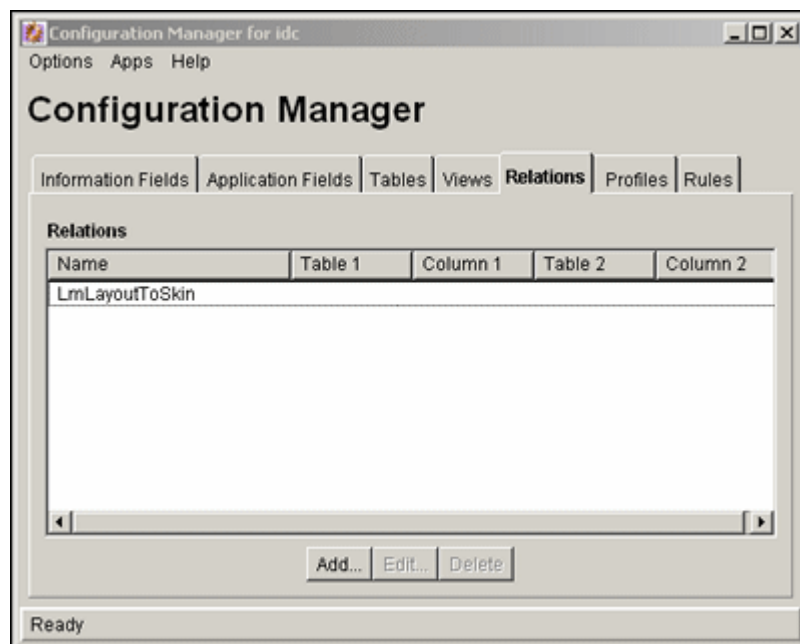 Configuration Manager for idc
Options Apps Help
Configuration Manager
Information Fields Application Fields Tables Views Relations Profiles Rules
Relations
Name Table 1 Column 1 Table 2 Column 2
LmLayoutToSkin
Add... Edit... Delete
Ready